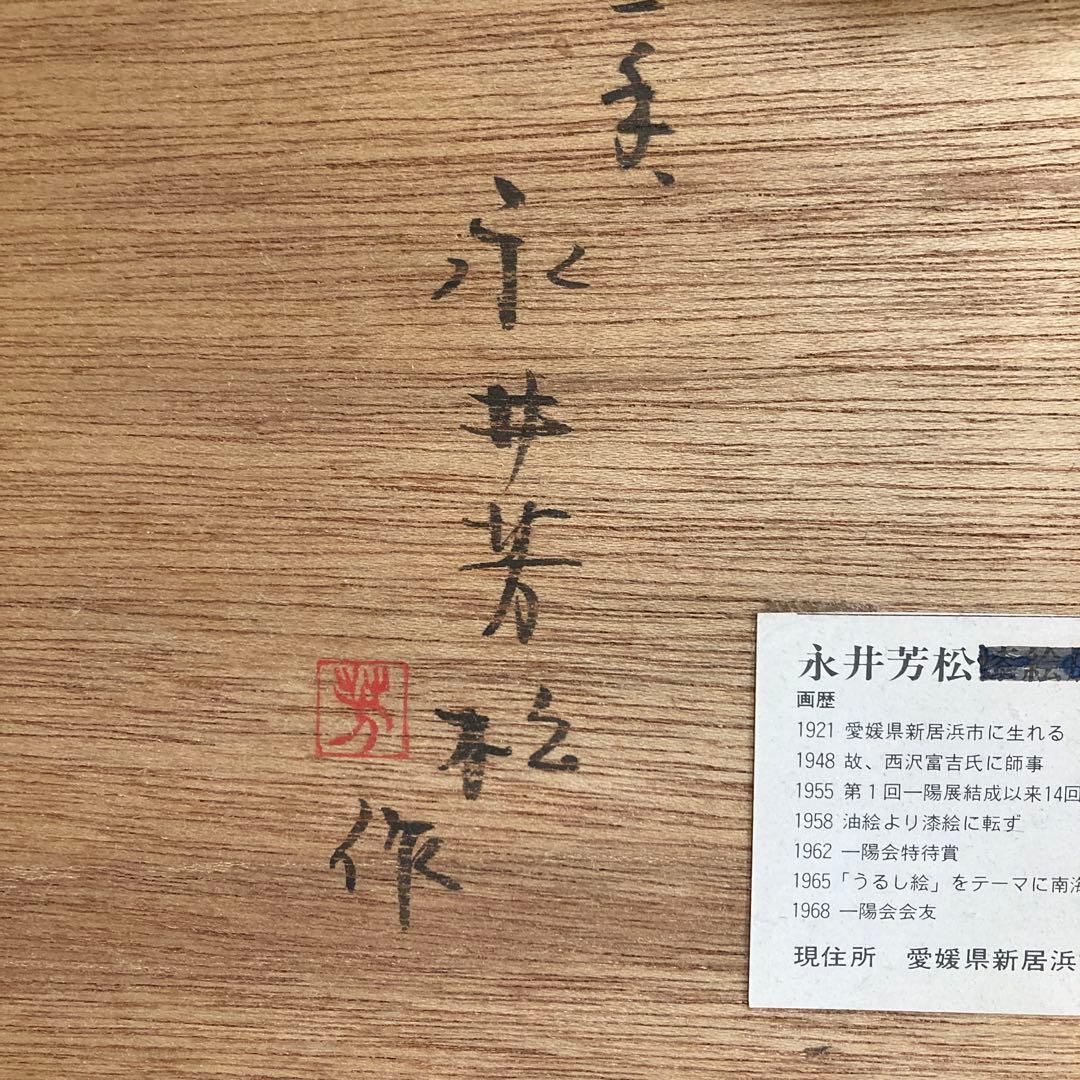 永井芳松
作
芳
永井芳松漆絵
画歴
1921 愛媛県新居浜市に生れる
1948 故、西沢富吉氏に師事
1955 第1回一陽展結成以来14回
1958 油絵より漆絵に転ず
1962 一陽会特待賞
1965「うるし絵」をテーマに南海
1968 一陽会会友
現住所 愛媛県新居浜